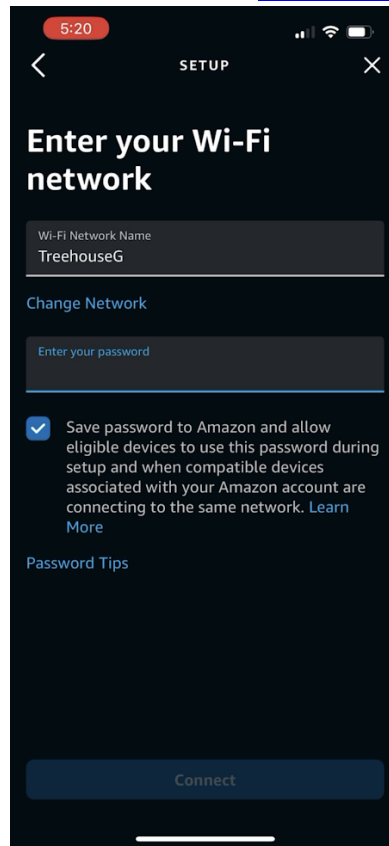 5:20
SETUP
Enter your Wi-Fi
network
Wi-Fi Network Name
TreehouseG
Change Network
Enter your password
Save password to Amazon and allow
eligible devices to use this password during
setup and when compatible devices
associated with your Amazon account are
connecting to the same network. Learn
More
Password Tips
Connect